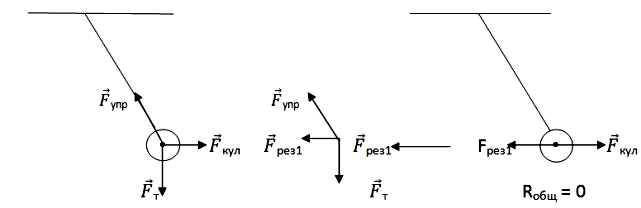 F⃗упр
F⃗кул
F⃗т
F⃗упр
F⃗рез1
F⃗рез1
F⃗т
Fрез1
F⃗кул
Rобщ = 0